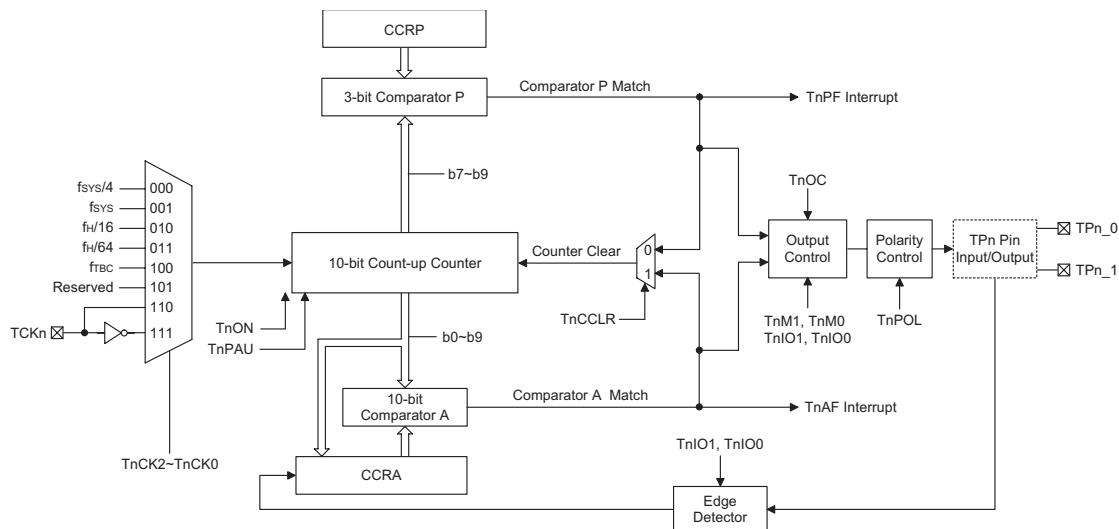 CCRP
3-bit Comparator P
Comparator P Match
TnPF Interrupt
b7~b9
fSYS/4
000
fSYS
001
fH/16
010
fH/64
011
fTBC
100
Reserved
101
110
TCKn
111
TnCK2~TnCK0
10-bit Count-up Counter
TnON
TnPAU
Counter Clear
0
1
TnCCLR
TnOC
Output
Control
TnM1, TnM0
TnIO1, TnIO0
Polarity
Control
TnPOL
TPn Pin
Input/Output
TPn_0
TPn_1
b0~b9
10-bit
Comparator A
Comparator A Match
TnAF Interrupt
CCRA
TnIO1, TnIO0
Edge
Detector